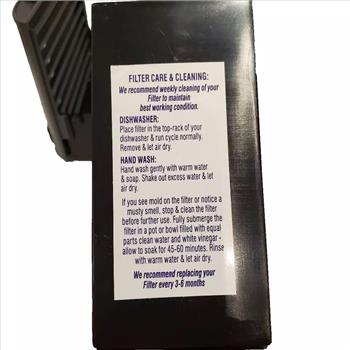 FILTER CARE & CLEANING:
We recommend weekly cleaning of your
Filter to maintain
best working condition.
DISHWASHER:
Place filter in the top-rack of your
dishwasher & run cycle normally.
Remove & let air dry.
HAND WASH:
Hand wash gently with warm water
& soap. Shake out excess water & let
air dry.
If you see mold on the filter or notice a
musty smell, stop & clean the filter
before further use. Fully submerge the
filter in a pot or bowl filled with equal
parts clean water and white vinegar -
allow to soak for 45-60 minutes. Rinse
with warm water & let air dry.
We recommend replacing your
Filter every 3-6 months